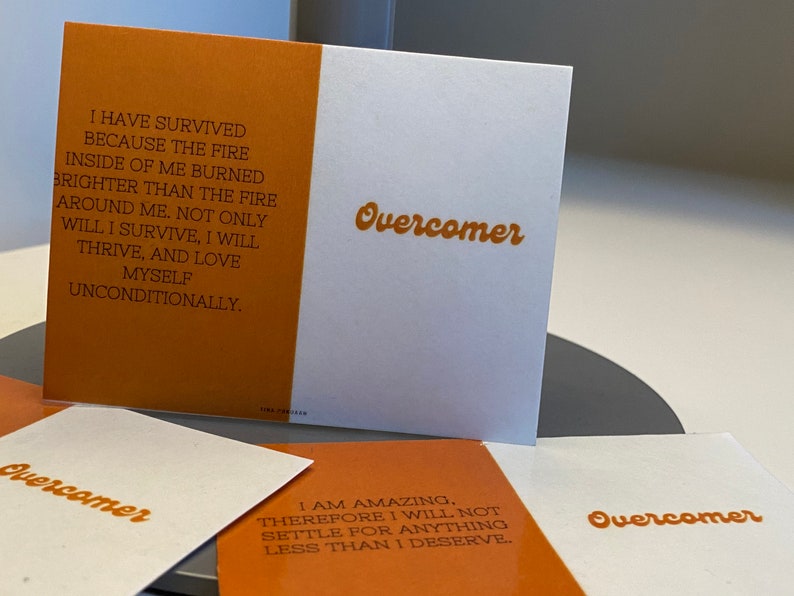 I HAVE SURVIVED
BECAUSE THE FIRE
INSIDE OF ME BURNED
BRIGHTER THAN THE FIRE
AROUND ME. NOT ONLY
WILL I SURVIVE, I WILL
THRIVE, AND LOVE
MYSELF
UNCONDITIONALLY.
Overcomer
Overcomer
I AM AMAZING,
THEREFORE I WILL NOT
SETTLE FOR ANYTHING
LESS THAN I DESERVE.
Overcomer